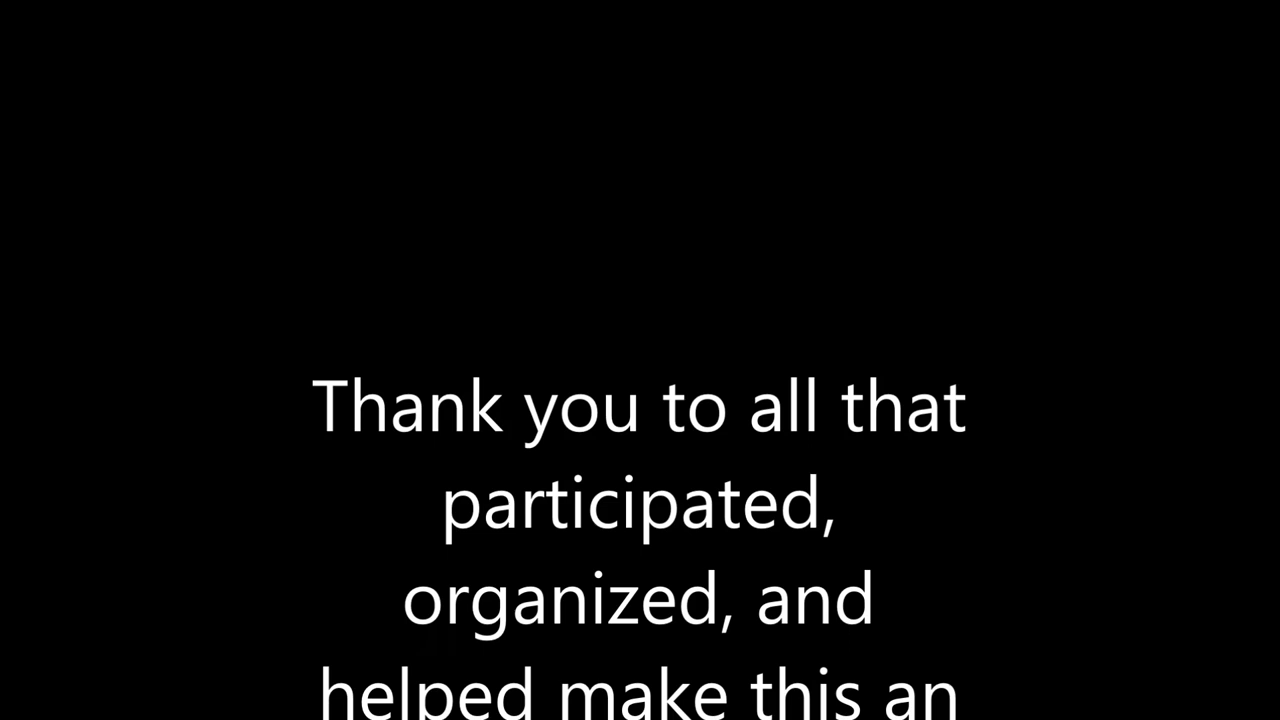 Thank you to all that
participated,
organized, and
helped make this an